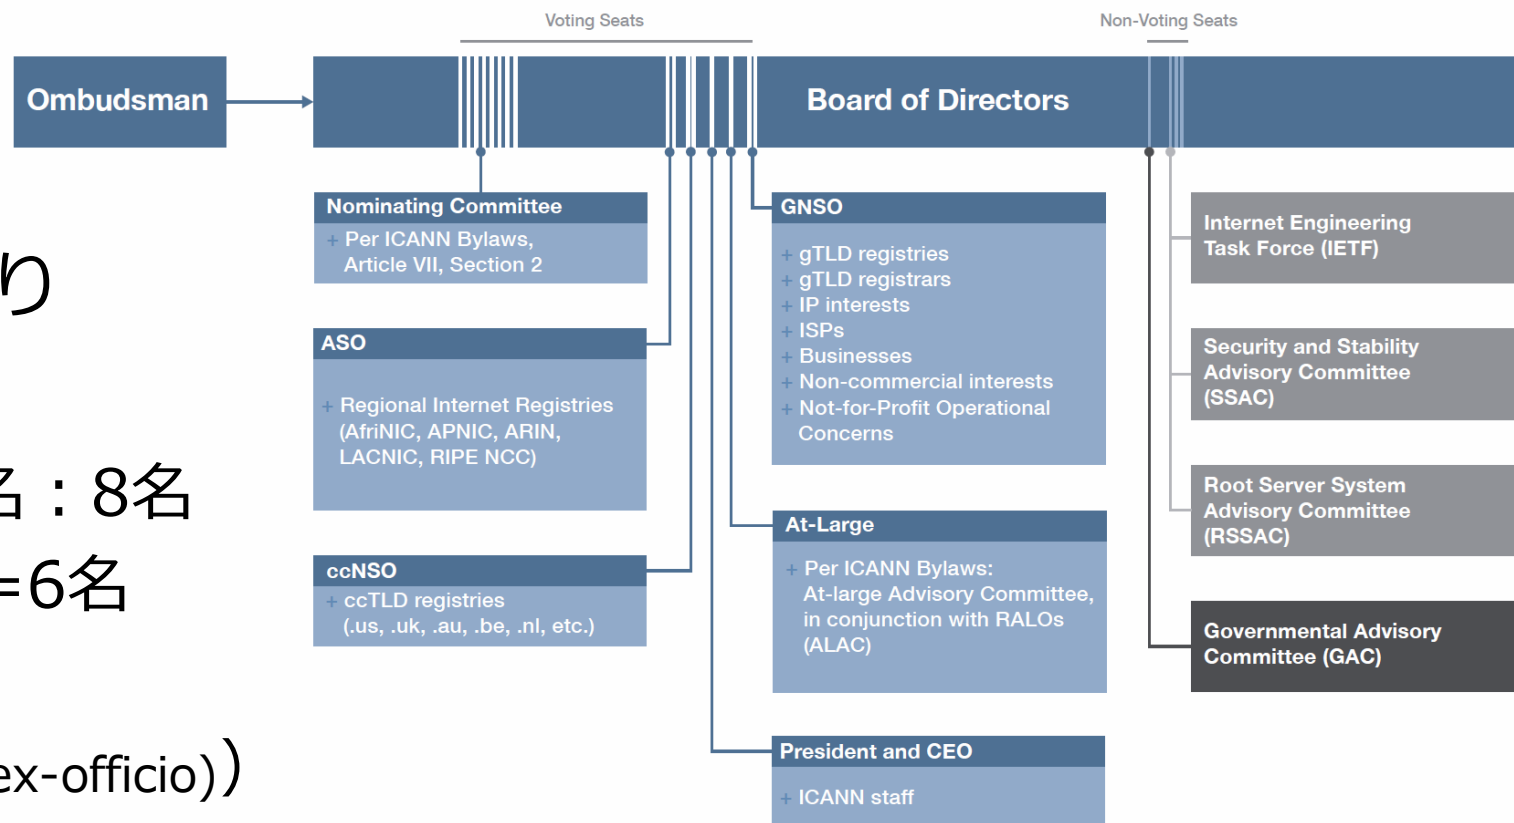 Voting Seats
Non-Voting Seats
Ombudsman
Board of Directors
り
名：8名
=6名
ex-officio))
Nominating Committee
+ Per ICANN Bylaws,
Article VII, Section 2
ASO
+ Regional Internet Registries
(AfriNIC, APNIC, ARIN,
LACNIC, RIPE NCC)
ccNSO
+ ccTLD registries
(.us, .uk, .au, .be, .nl, etc.)
GNSO
+ gTLD registries
+ gTLD registrars
+ IP interests
+ ISPs
+ Businesses
+ Non-commercial interests
+ Not-for-Profit Operational
Concerns
At-Large
+ Per ICANN Bylaws:
At-large Advisory Committee,
in conjunction with RALOs
(ALAC)
President and CEO
+ ICANN staff
Internet Engineering
Task Force (IETF)
Security and Stability
Advisory Committee
(SSAC)
Root Server System
Advisory Committee
(RSSAC)
Governmental Advisory
Committee (GAC)